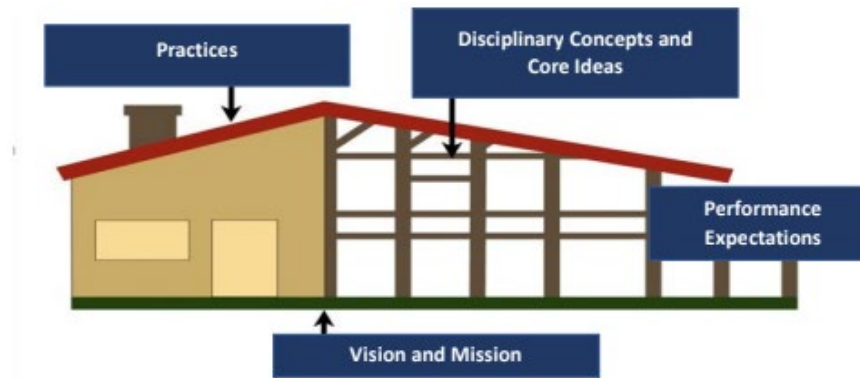 Practices
Disciplinary Concepts and
Core Ideas
Performance
Expectations
Vision and Mission